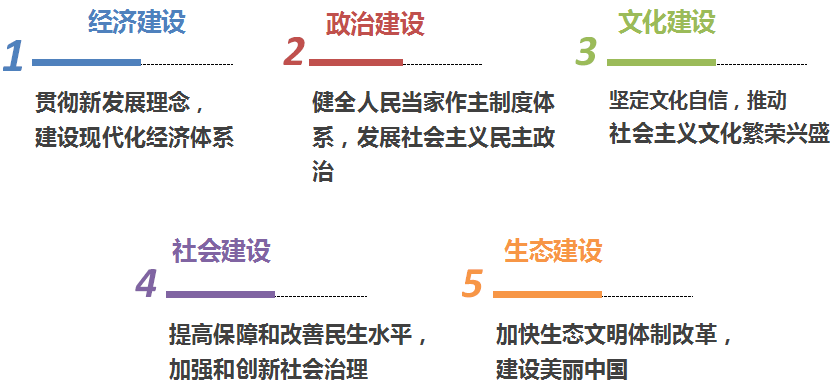 1
经济建设
贯彻新发展理念，
建设现代化经济体系
2
政治建设
健全人民当家作主制度体
系，发展社会主义民主政
治
3
文化建设
坚定文化自信，推动
社会主义文化繁荣兴盛
4
社会建设
提高保障和改善民生水平，
加强和创新社会治理
5
生态建设
加快生态文明体制改革，
建设美丽中国